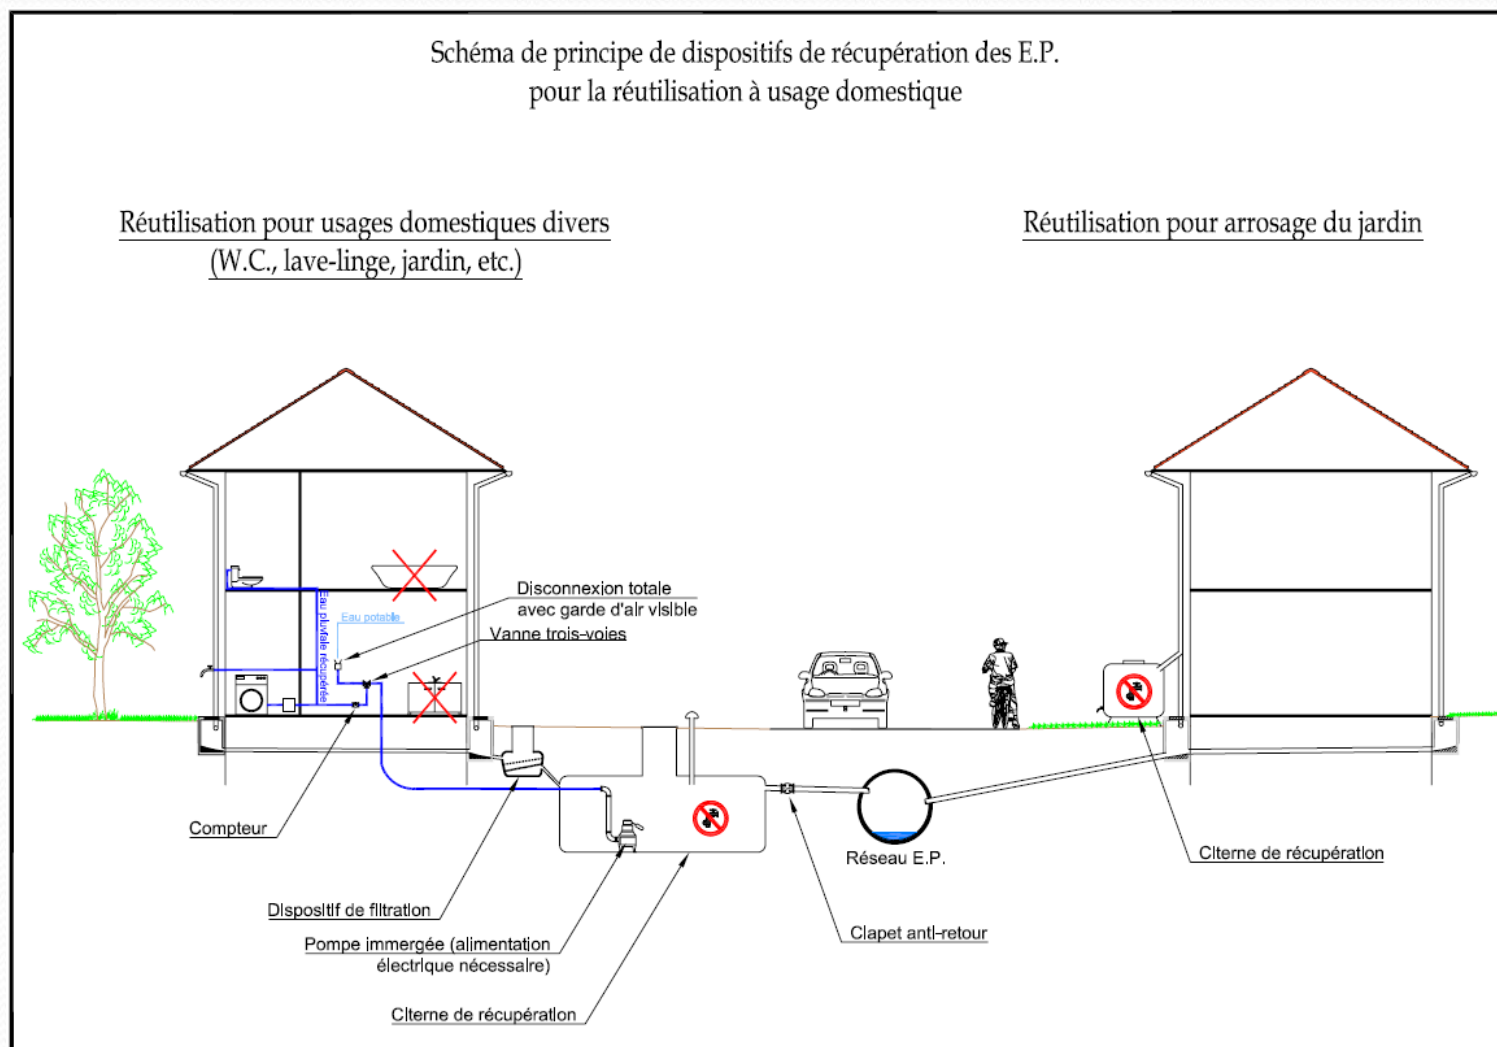 Schéma de principe de dispositifs de récupération des E.P.
pour la réutilisation à usage domestique
Réutilisation pour usages domestiques divers
(W.C., lave-linge, jardin, etc.)
Réutilisation pour arrosage du jardin
Disconnexion totale
avec garde d'air visible
Vanne trois-voies
Eau potable
Eau pluviale récupérée
Compteur
Dispositif de filtration
Pompe immergée (alimentation
électrique nécessaire)
Citerne de récupération
Réseau E.P.
Clapet anti-retour
Citerne de récupération